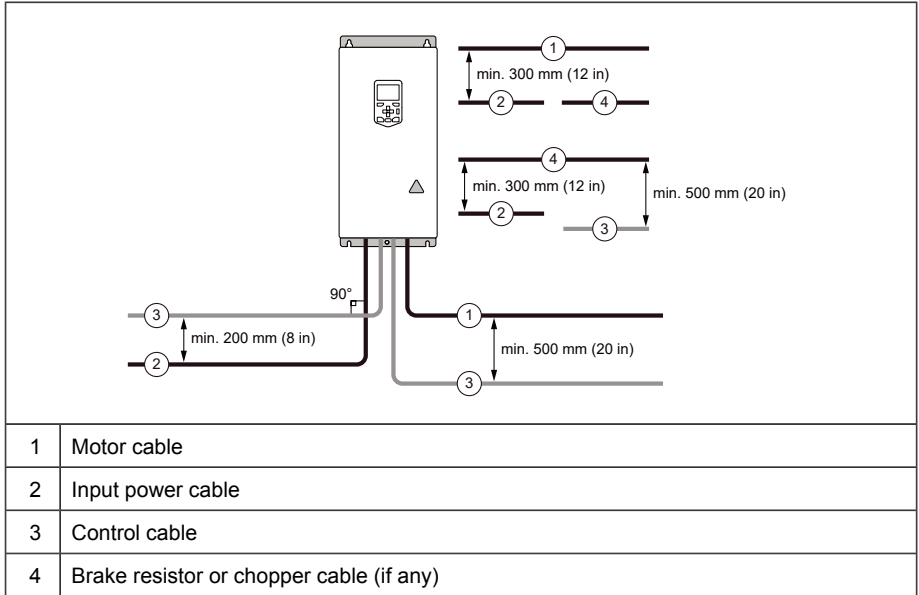 1
min. 300 mm (12 in)
2 4
4
min. 300 mm (12 in) min. 500 mm (20 in)
2
3
90°
3 1
min. 200 mm (8 in) min. 500 mm (20 in)
2
3
1 Motor cable
2 Input power cable
3 Control cable
4 Brake resistor or chopper cable (if any)